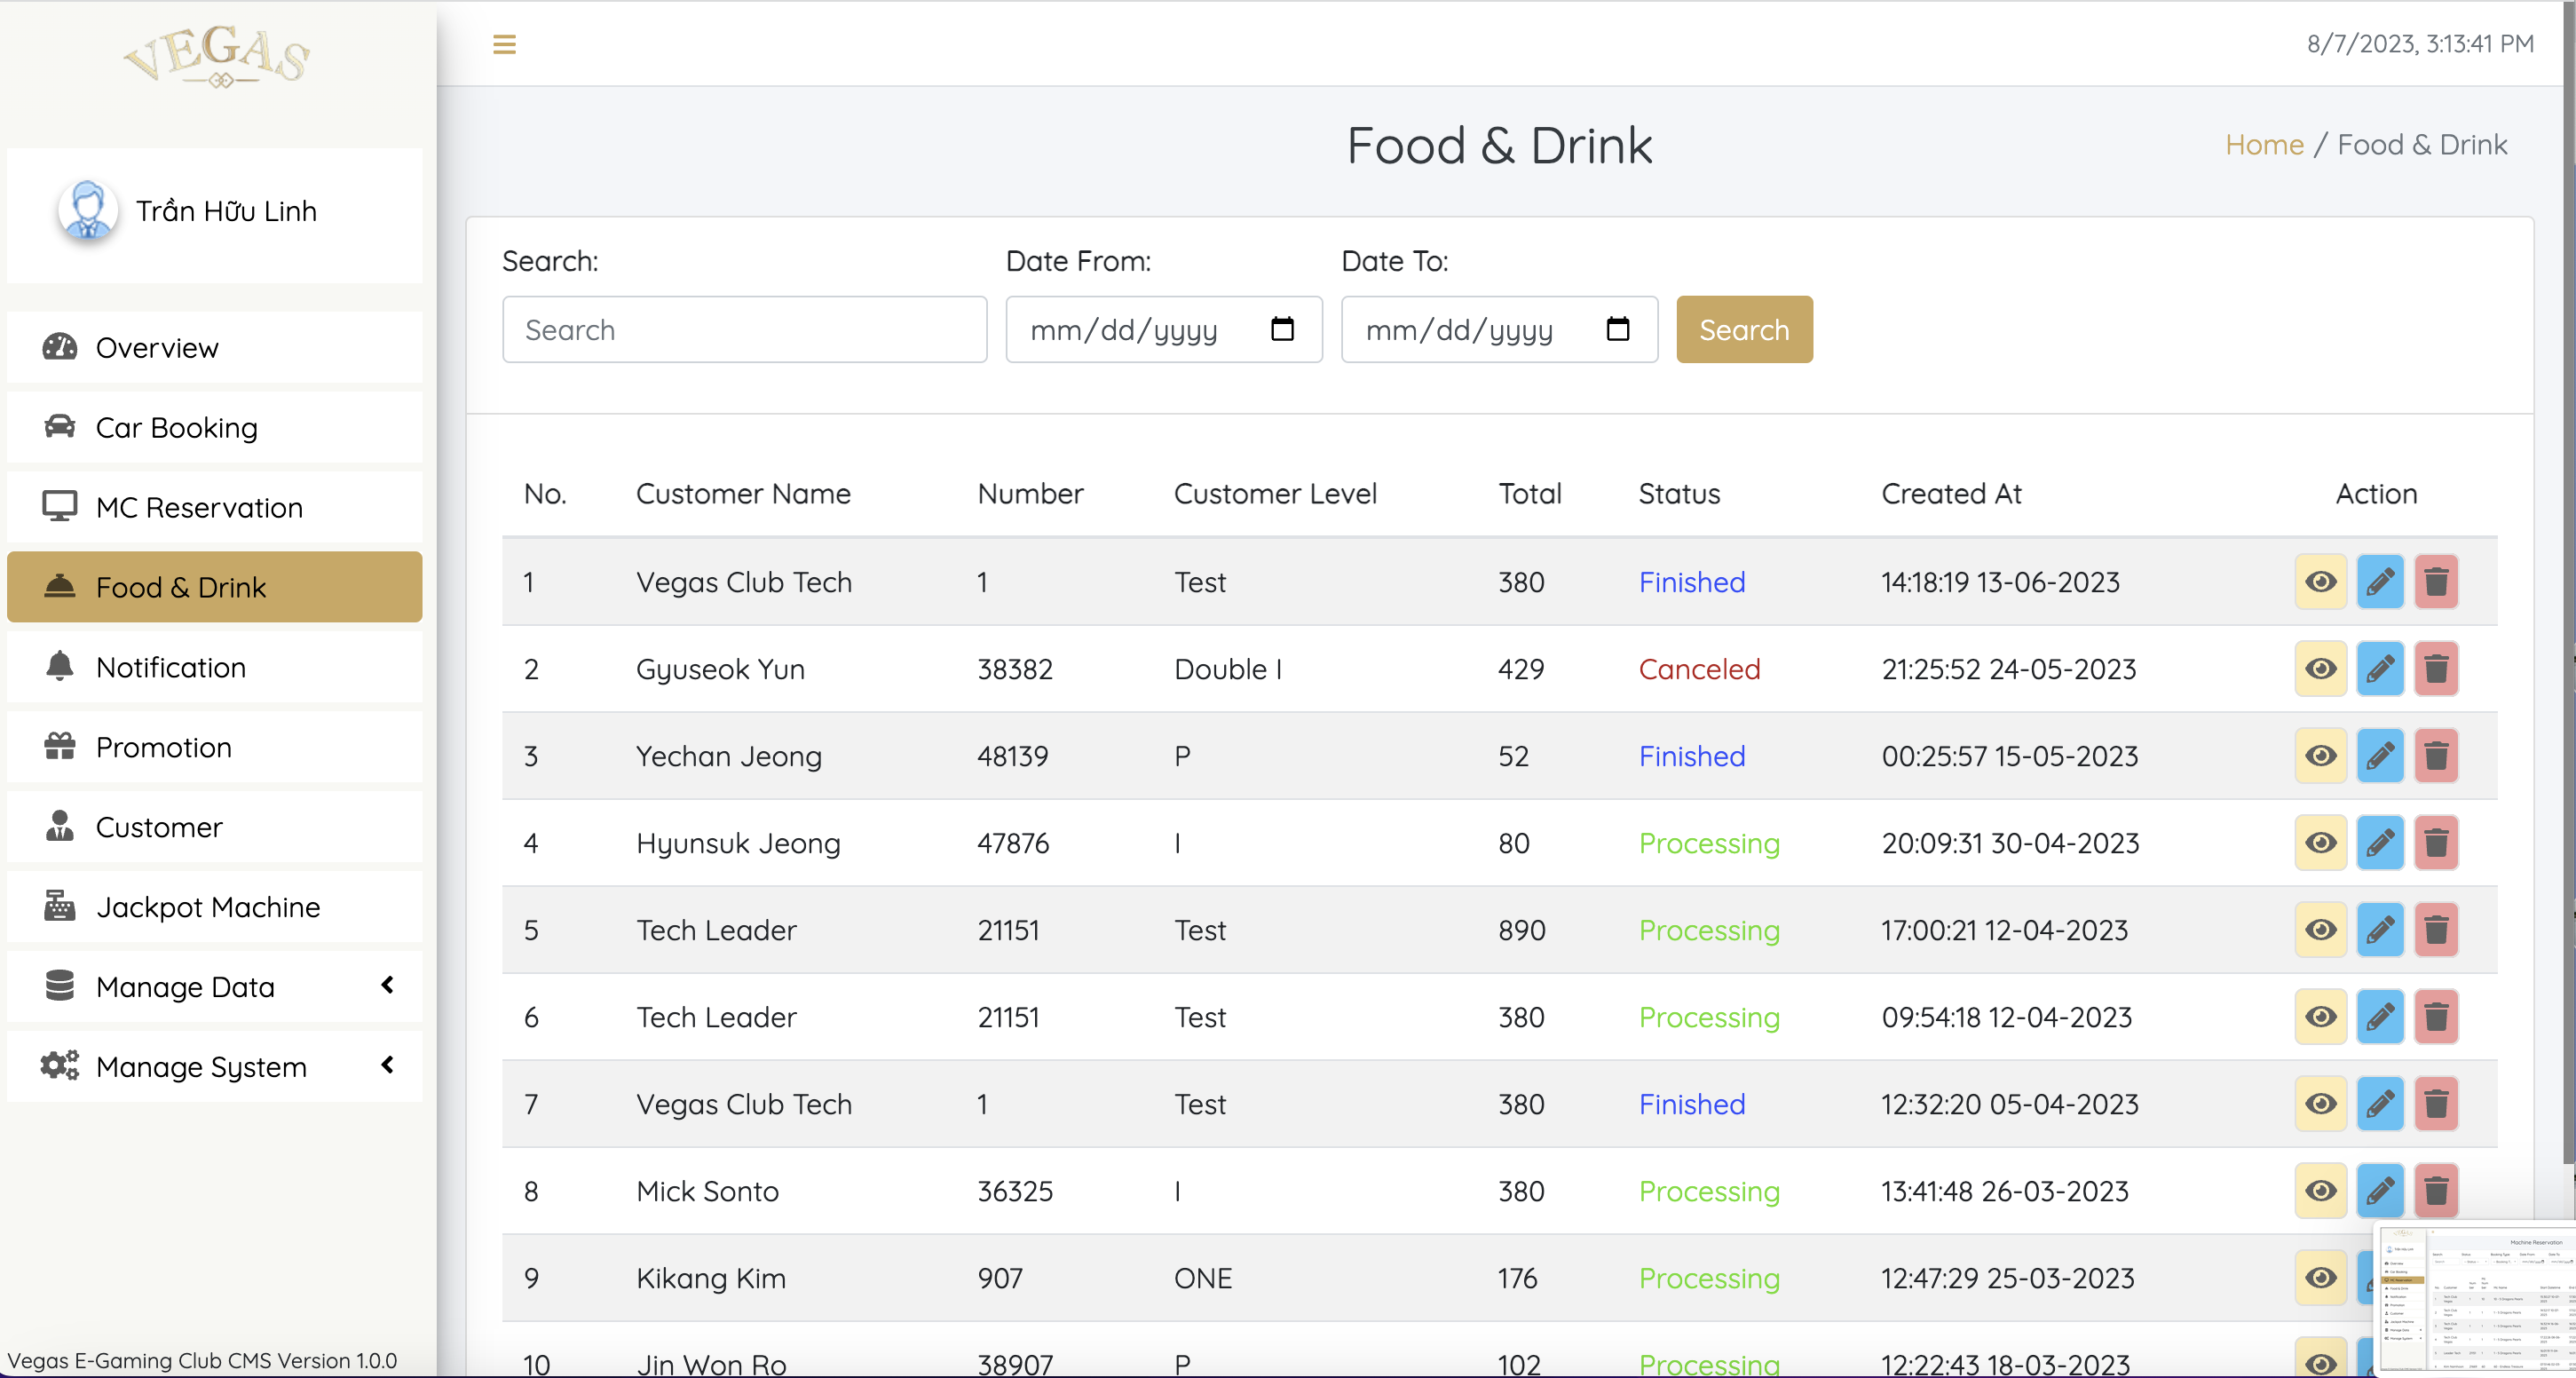 VEGAS
8/7/2023, 3:13:41 PM
Trần Hữu Linh
Overview
Car Booking
MC Reservation
Food & Drink
Notification
Promotion
Customer
Jackpot Machine
Manage Data
Manage System
Vegas E-Gaming Club CMS Version 1.0.0
Food & Drink
Home / Food & Drink
Search: Date From: Date To:
Search mm/dd/yyyy mm/dd/yyyy Search
No. Customer Name Number Customer Level Total Status Created At Action
1 Vegas Club Tech 1 Test 380 Finished 14:18:19 13-06-2023
2 Gyuseok Yun 38382 Double I 429 Canceled 21:25:52 24-05-2023
3 Yechan Jeong 48139 P 52 Finished 00:25:57 15-05-2023
4 Hyunsuk Jeong 47876 I 80 Processing 20:09:31 30-04-2023
5 Tech Leader 21151 Test 890 Processing 17:00:21 12-04-2023
6 Tech Leader 21151 Test 380 Processing 09:54:18 12-04-2023
7 Vegas Club Tech 1 Test 380 Finished 12:32:20 05-04-2023
8 Mick Sonto 36325 I 380 Processing 13:41:48 26-03-2023
9 Kikang Kim 907 ONE 176 Processing 12:47:29 25-03-2023
10 Jin Won Ro 38907 P 102 Processing 12:22:43 18-03-2023
Machine Reservation